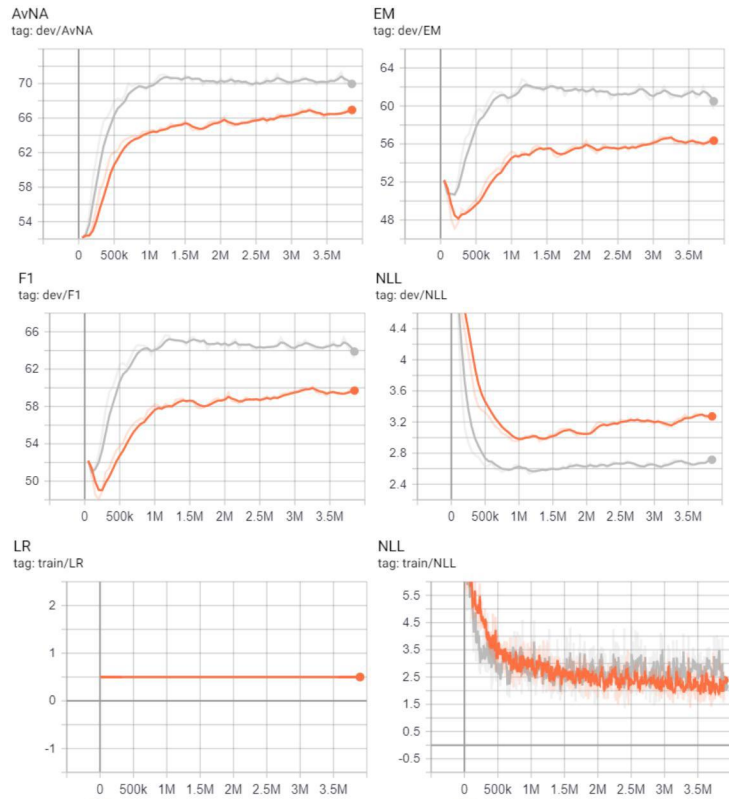 AvNA
tag: dev/AvNA
70
66
62
58
54
0 500k 1M 1.5M 2M 2.5M 3M 3.5M
EM
tag: dev/EM
64
60
56
52
48
0 500k 1M 1.5M 2M 2.5M 3M 3.5M
F1
tag: dev/F1
66
62
58
54
50
0 500k 1M 1.5M 2M 2.5M 3M 3.5M
NLL
tag: dev/NLL
4.4
4
3.6
3.2
2.8
2.4
0 500k 1M 1.5M 2M 2.5M 3M 3.5M
LR
tag: train/LR
2
1
0
-1
0 500k 1M 1.5M 2M 2.5M 3M 3.5M
NLL
tag: train/NLL
5.5
4.5
3.5
2.5
1.5
0.5
-0.5
0 500k 1M 1.5M 2M 2.5M 3M 3.5M